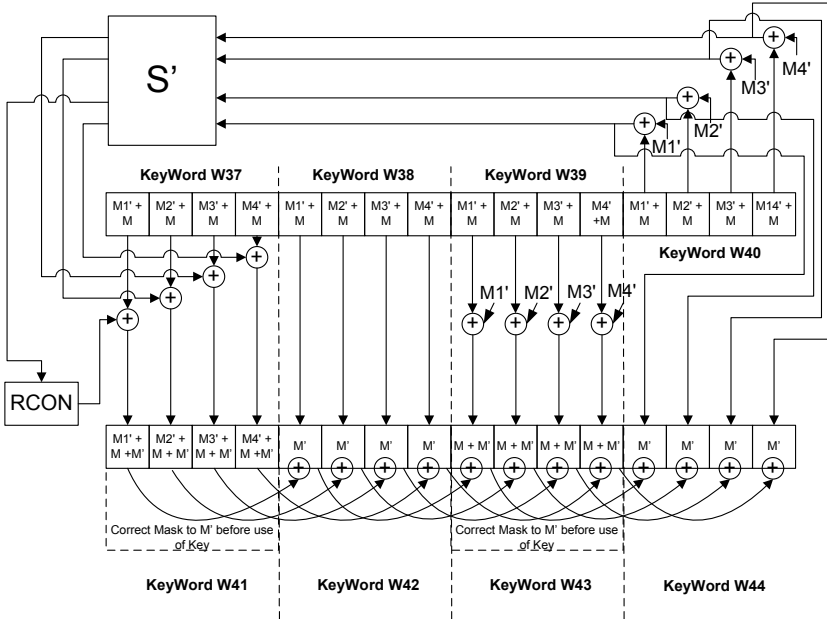 S'
+
M4'
+
M3'
+
M2'
+
M1'
KeyWord W37
KeyWord W38
KeyWord W39
M1' + M
M2' + M
M3' + M
M4' + M
M1' + M
M2' + M
M3' + M
M4' + M
M1' + M
M2' + M
M3' + M
M4' +M
M1' + M
M2' + M
M3' + M
M14' + M
KeyWord W40
+
+
+
+
M1'
M2'
M3'
M4'
+
+
+
+
RCON
M1' + M +M'
M2' + M + M'
M3' + M + M'
M4' + M +M'
M'
M'
M'
M'
M + M'
M + M'
M + M'
M + M'
M'
M'
M'
M'
+
+
+
+
+
+
+
+
+
+
+
+
Correct Mask to M' before use
of Key
Correct Mask to M' before use
of Key
KeyWord W41
KeyWord W42
KeyWord W43
KeyWord W44